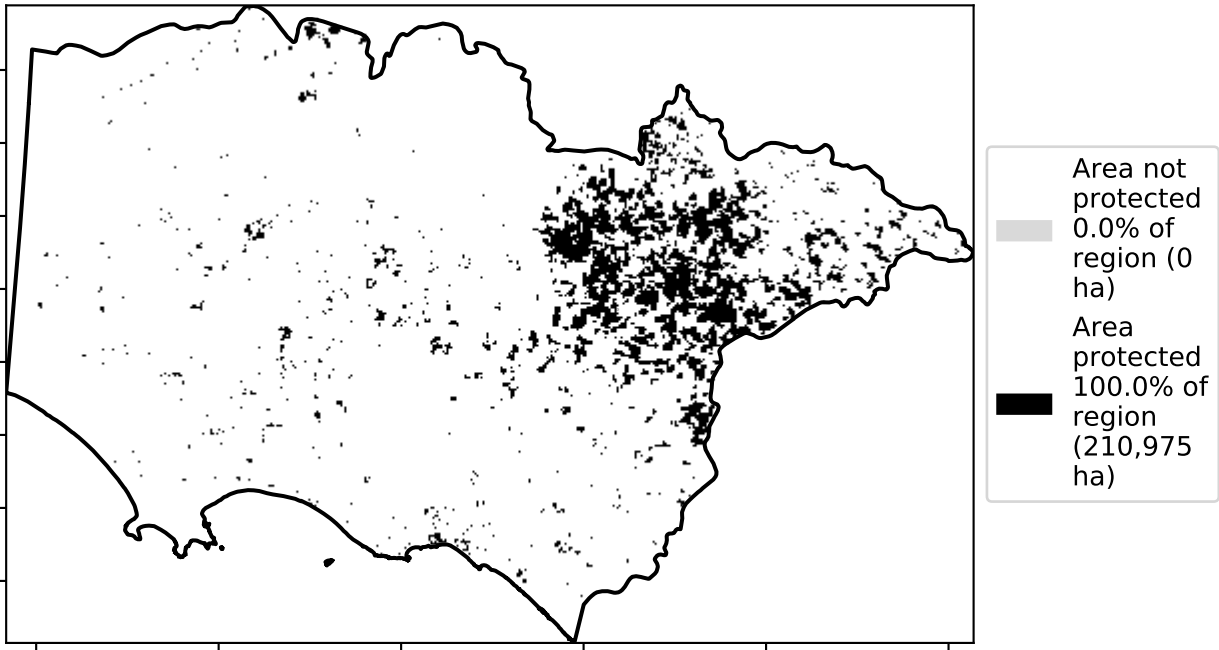 Area not
protected
0.0% of
region (0
ha)
Area
protected
100.0% of
region
(210,975
ha)